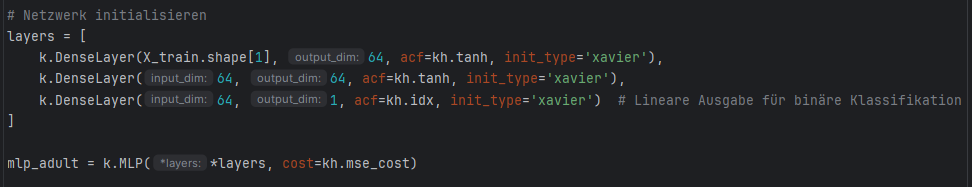 # Netzwerk initialisieren
layers = [
    k.DenseLayer(X_train.shape[1], output_dim: 64, acf=kh.tanh, init_type='xavier'),
    k.DenseLayer(input_dim: 64, output_dim: 64, acf=kh.tanh, init_type='xavier'),
    k.DenseLayer(input_dim: 64, output_dim: 1, acf=kh.idx, init_type='xavier')  # Lineare Ausgabe für binäre Klassifikation
]
mlp_adult = k.MLP(*layers: *layers, cost=kh.mse_cost)